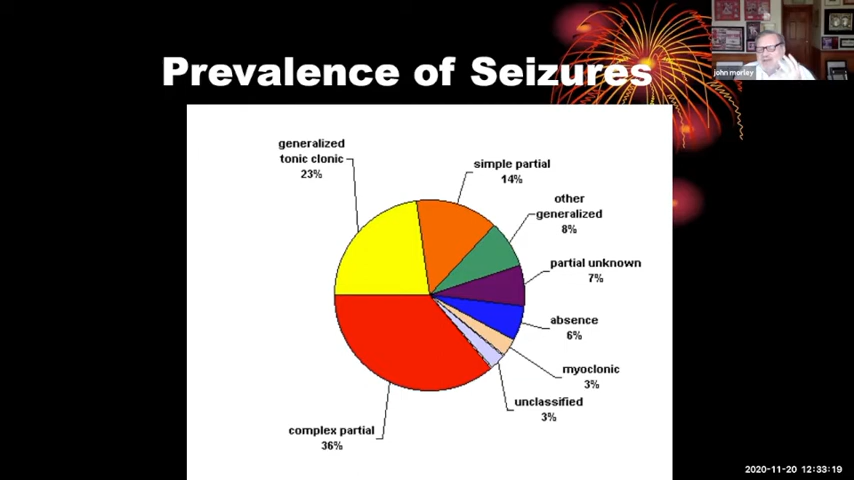 Prevalence of Seizures
john morley
generalized
tonic clonic
23%
simple partial
14%
other
generalized
8%
partial unknown
7%
absence
6%
myoclonic
3%
unclassified
3%
complex partial
36%
2020-11-20 12:33:19